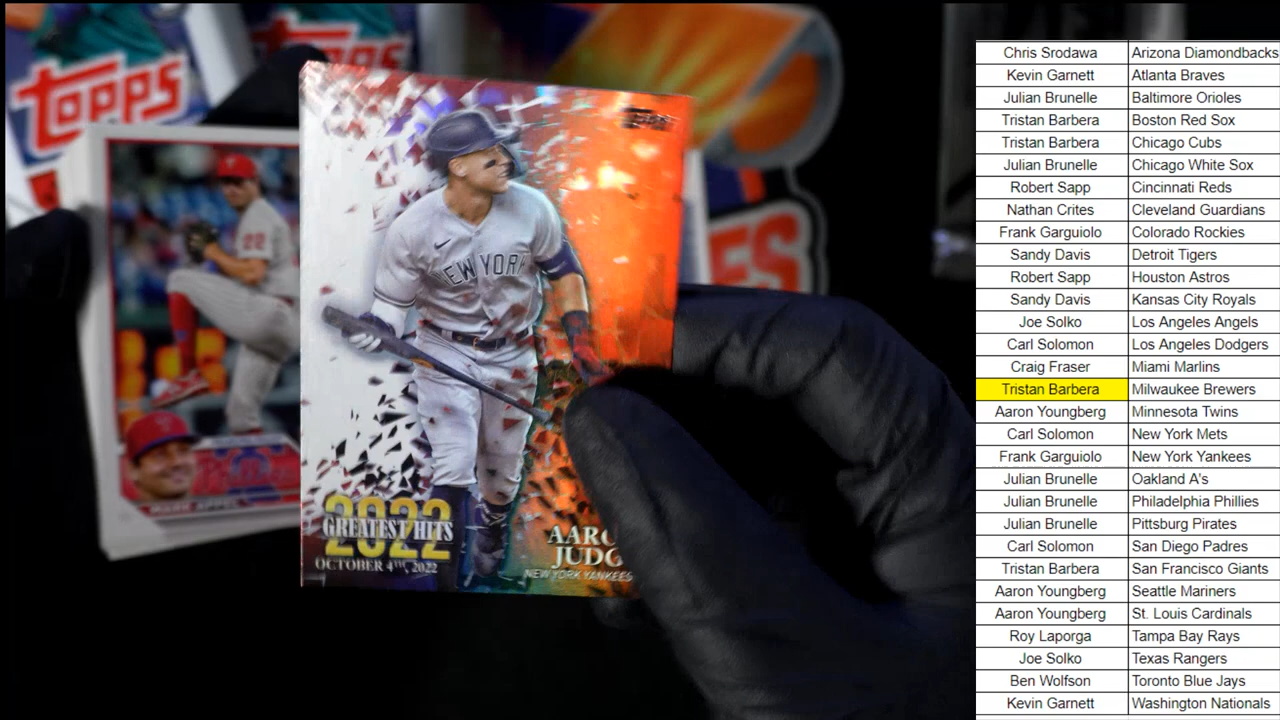 TOPPS
TOPPS
22
ES
NEW YORK
2022
GREATEST HITS
OCTOBER 4TH, 2022
AARO
JUDG
NEW YORK YANKEES
MARK APPEL
Chris Srodawa Arizona Diamondbacks
Kevin Garnett Atlanta Braves
Julian Brunelle Baltimore Orioles
Tristan Barbera Boston Red Sox
Tristan Barbera Chicago Cubs
Julian Brunelle Chicago White Sox
Robert Sapp Cincinnati Reds
Nathan Crites Cleveland Guardians
Frank Garguiolo Colorado Rockies
Sandy Davis Detroit Tigers
Robert Sapp Houston Astros
Sandy Davis Kansas City Royals
Joe Solko Los Angeles Angels
Carl Solomon Los Angeles Dodgers
Craig Fraser Miami Marlins
Tristan Barbera Milwaukee Brewers
Aaron Youngberg Minnesota Twins
Carl Solomon New York Mets
Frank Garguiolo New York Yankees
Julian Brunelle Oakland A's
Julian Brunelle Philadelphia Phillies
Julian Brunelle Pittsburg Pirates
Carl Solomon San Diego Padres
Tristan Barbera San Francisco Giants
Aaron Youngberg Seattle Mariners
Aaron Youngberg St. Louis Cardinals
Roy Laporga Tampa Bay Rays
Joe Solko Texas Rangers
Ben Wolfson Toronto Blue Jays
Kevin Garnett Washington Nationals